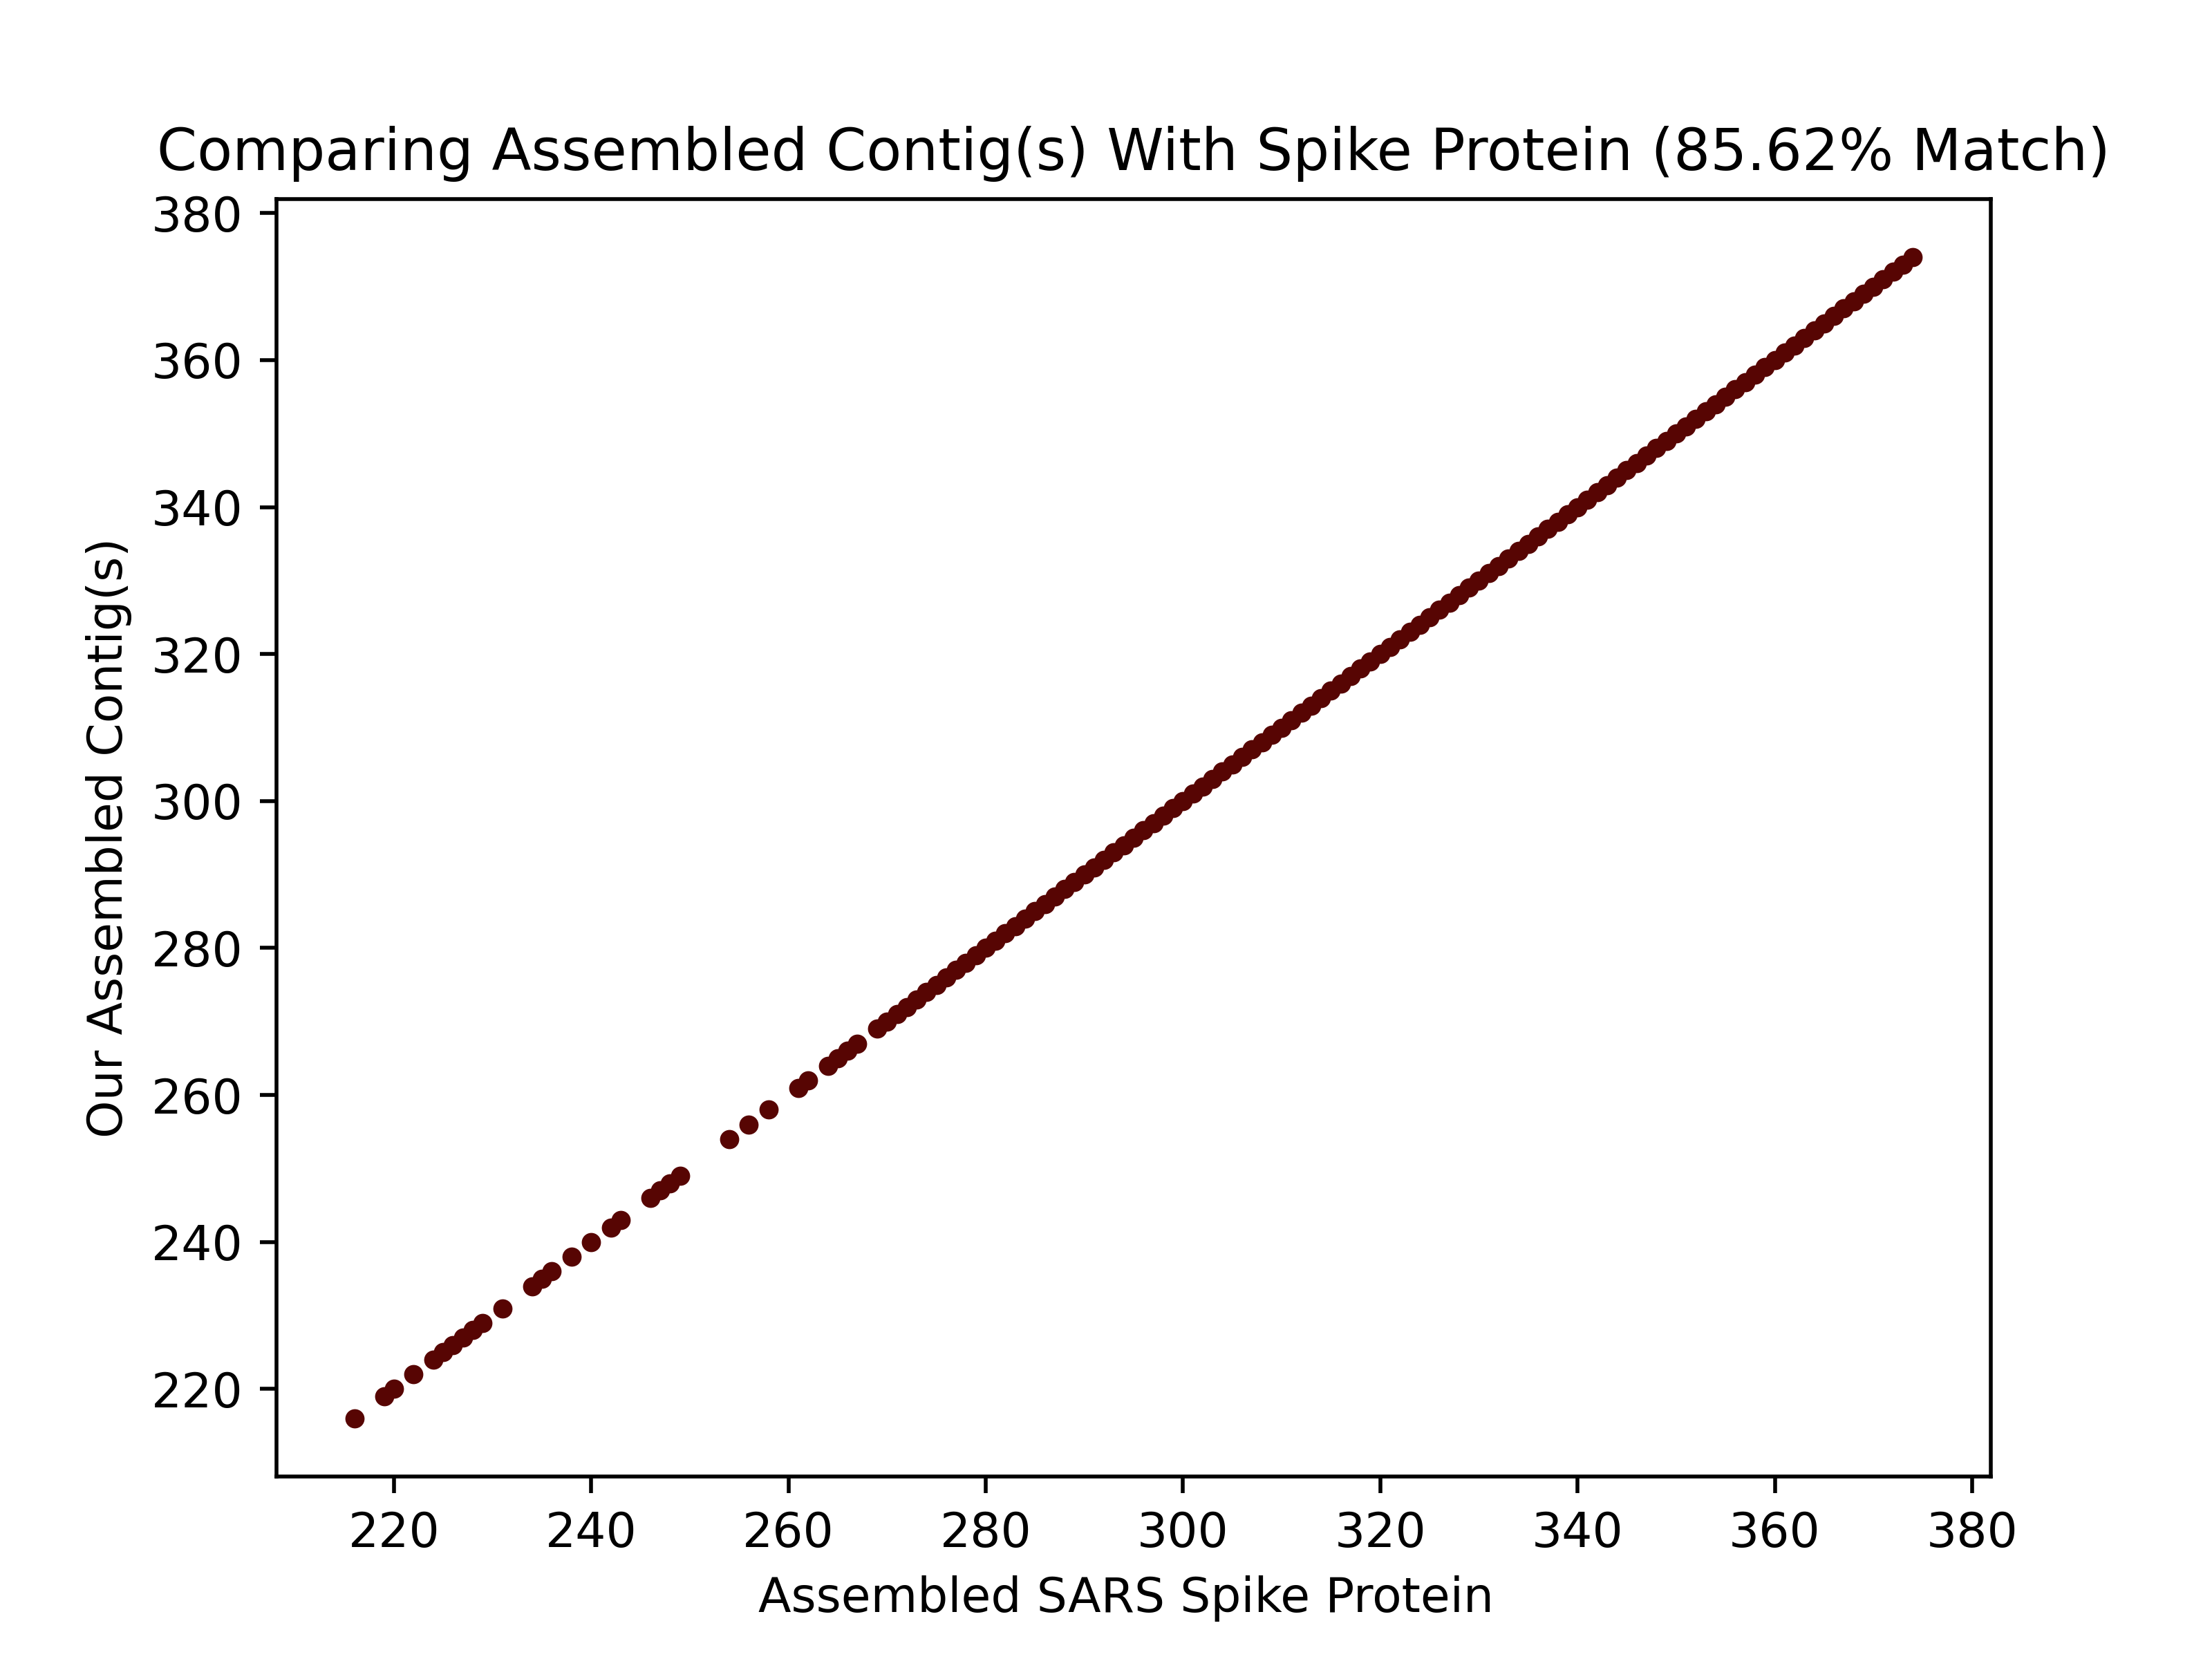 Comparing Assembled Contig(s) With Spike Protein (85.62% Match)
380
360
340
320
300
280
260
240
220
Our Assembled Contig(s)
220 240 260 280 300 320 340 360 380
Assembled SARS Spike Protein